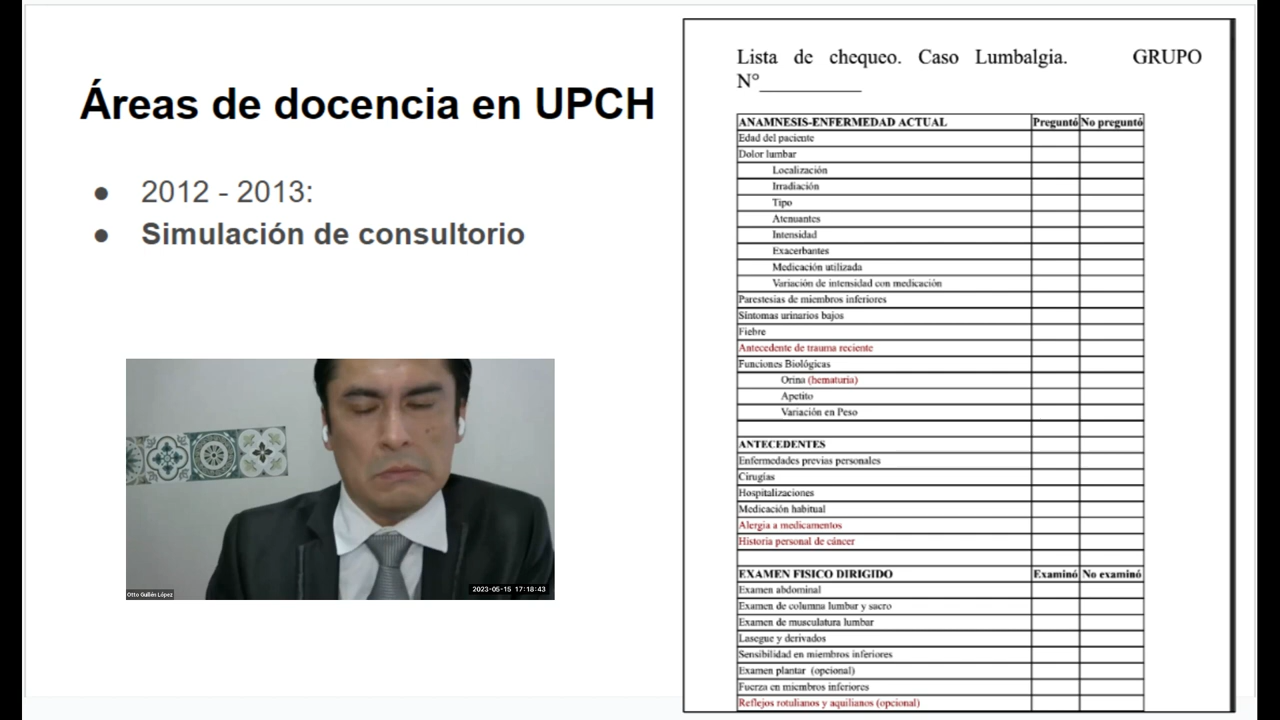 Áreas de docencia en UPCH
● 2012 - 2013:
● Simulación de consultorio
Otto Guillén López
2023-05-15 17:18:43
Lista de chequeo. Caso Lumbalgia. GRUPO
N°__________
ANAMNESIS-ENFERMEDAD ACTUAL Preguntó No preguntó
Edad del paciente
Dolor lumbar
Localización
Irradiación
Tipo
Atenuantes
Intensidad
Exacerbantes
Medicación utilizada
Variación de intensidad con medicación
Parestesias de miembros inferiores
Síntomas urinarios bajos
Fiebre
Antecedente de trauma reciente
Funciones Biológicas
Orina (hematuria)
Apetito
Variación en Peso
ANTECEDENTES
Enfermedades previas personales
Cirugías
Hospitalizaciones
Medicación habitual
Alergia a medicamentos
Historia personal de cáncer
EXAMEN FISICO DIRIGIDO Examinó No examinó
Examen abdominal
Examen de columna lumbar y sacro
Examen de musculatura lumbar
Lasegue y derivados
Sensibilidad en miembros inferiores
Examen plantar (opcional)
Fuerza en miembros inferiores
Reflejos rotulianos y aquilianos (opcional)